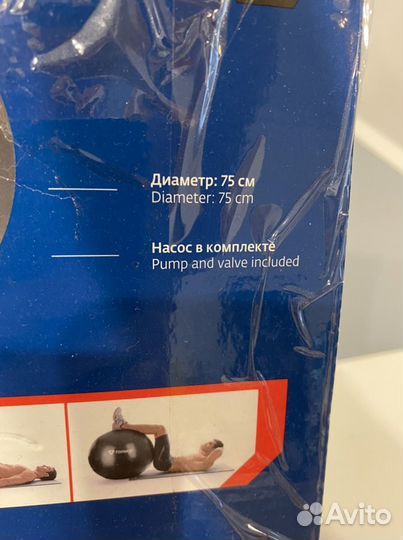 Диаметр: 75 см
Diameter: 75 cm
Насос в комплекте
Pump and valve included
Avito